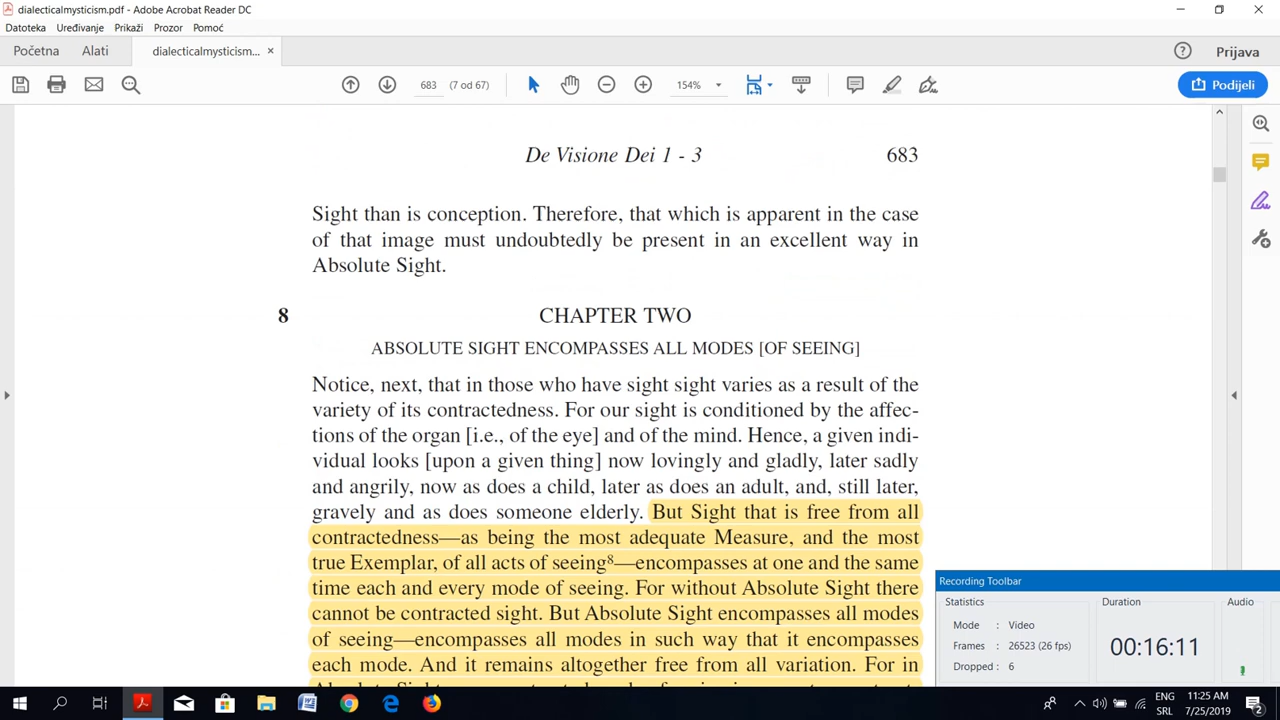 dialecticalmysticism.pdf - Adobe Acrobat Reader DC
Datoteka Uređivanje Prikaži Prozor Pomoć
Početna Alati dialecticalmysticism... × Prijava
683 (7 od 67) 154% Podijeli
De Visione Dei 1 - 3 683
Sight than is conception. Therefore, that which is apparent in the case
of that image must undoubtedly be present in an excellent way in
Absolute Sight.
8 CHAPTER TWO
ABSOLUTE SIGHT ENCOMPASSES ALL MODES [OF SEEING]
Notice, next, that in those who have sight sight varies as a result of the
variety of its contractedness. For our sight is conditioned by the affec-
tions of the organ [i.e., of the eye] and of the mind. Hence, a given indi-
vidual looks [upon a given thing] now lovingly and gladly, later sadly
and angrily, now as does a child, later as does an adult, and, still later,
gravely and as does someone elderly. But Sight that is free from all
contractedness—as being the most adequate Measure, and the most
true Exemplar, of all acts of seeing⁸—encompasses at one and the same
time each and every mode of seeing. For without Absolute Sight there
cannot be contracted sight. But Absolute Sight encompasses all modes
of seeing—encompasses all modes in such way that it encompasses
each mode. And it remains altogether free from all variation. For in
Recording Toolbar
Statistics Duration Audio
Mode : Video
Frames : 26523 (26 fps)
Dropped : 6
00:16:11
ENG 11:25 AM
SRL 7/25/2019
2